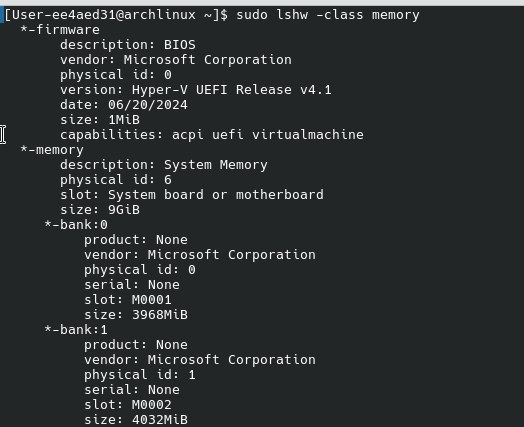 [User-ee4aed31@archlinux ~]$ sudo lshw -class memory
*-firmware
description: BIOS
vendor: Microsoft Corporation
physical id: 0
version: Hyper-V UEFI Release v4.1
date: 06/20/2024
size: 1MiB
capabilities: acpi uefi virtualmachine
*-memory
description: System Memory
physical id: 6
slot: System board or motherboard
size: 9GiB
*-bank:0
product: None
vendor: Microsoft Corporation
physical id: 0
serial: None
slot: M0001
size: 3968MiB
*-bank:1
product: None
vendor: Microsoft Corporation
physical id: 1
serial: None
slot: M0002
size: 4032MiB